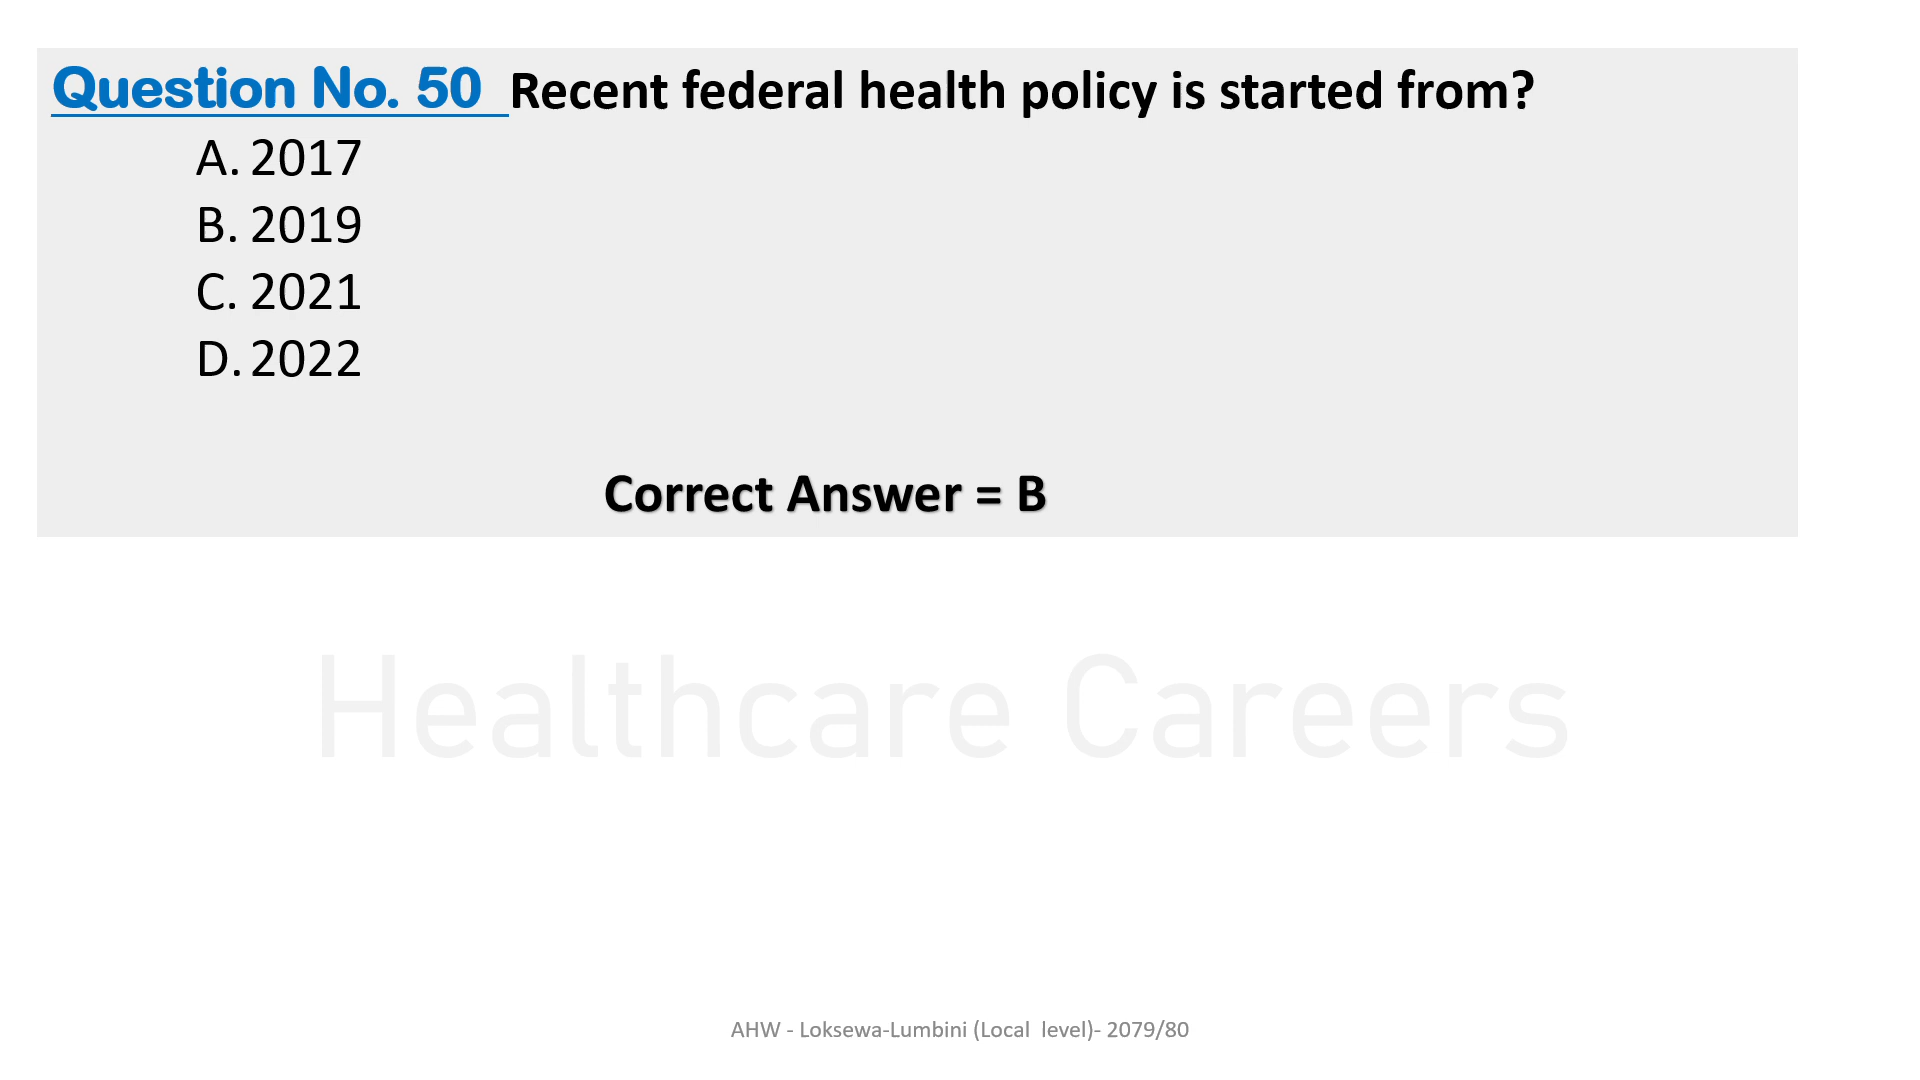 Question No. 50 Recent federal health policy is started from?
A. 2017
B. 2019
C. 2021
D. 2022
Correct Answer = B
Healthcare Careers
AHW - Loksewa-Lumbini (Local level)- 2079/80